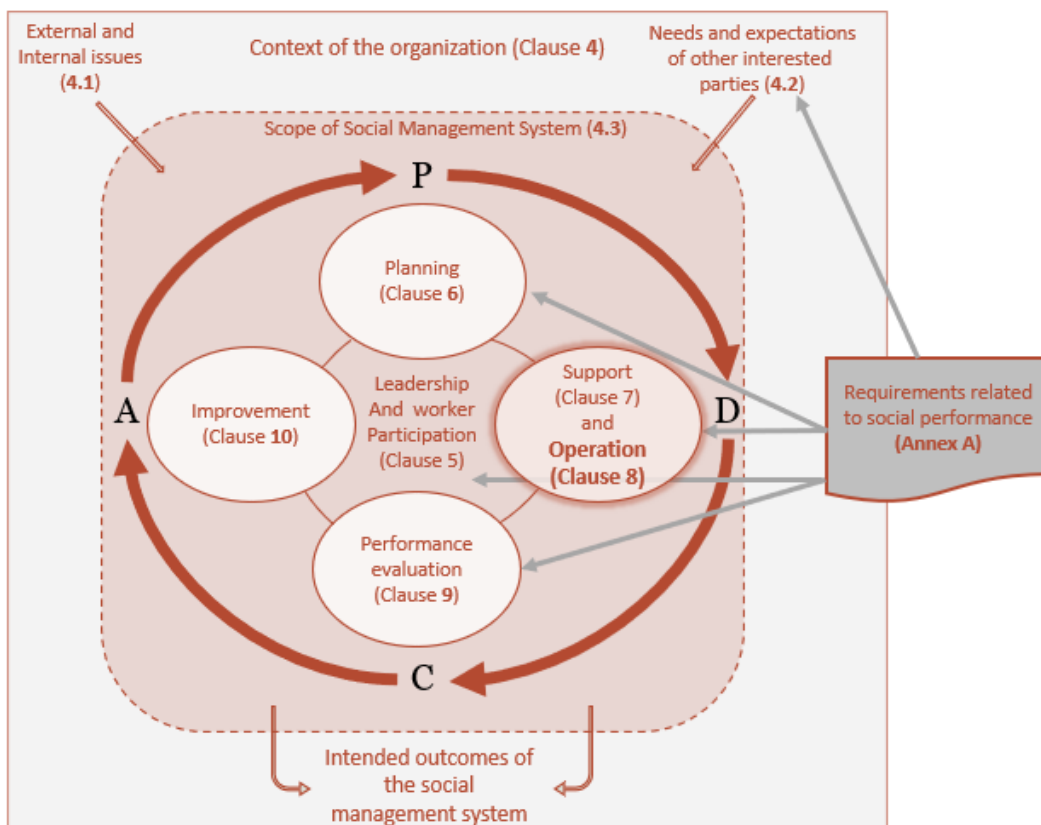 External and
Internal issues
(4.1)
Context of the organization (Clause 4)
Needs and expectations
of other interested
parties (4.2)
Scope of Social Management System (4.3)
P
Planning
(Clause 6)
A
Improvement
(Clause 10)
Leadership
And worker
Participation
(Clause 5)
Support
(Clause 7)
and
Operation
(Clause 8)
D
Requirements related
to social performance
(Annex A)
Performance
evaluation
(Clause 9)
C
Intended outcomes of
the social
management system